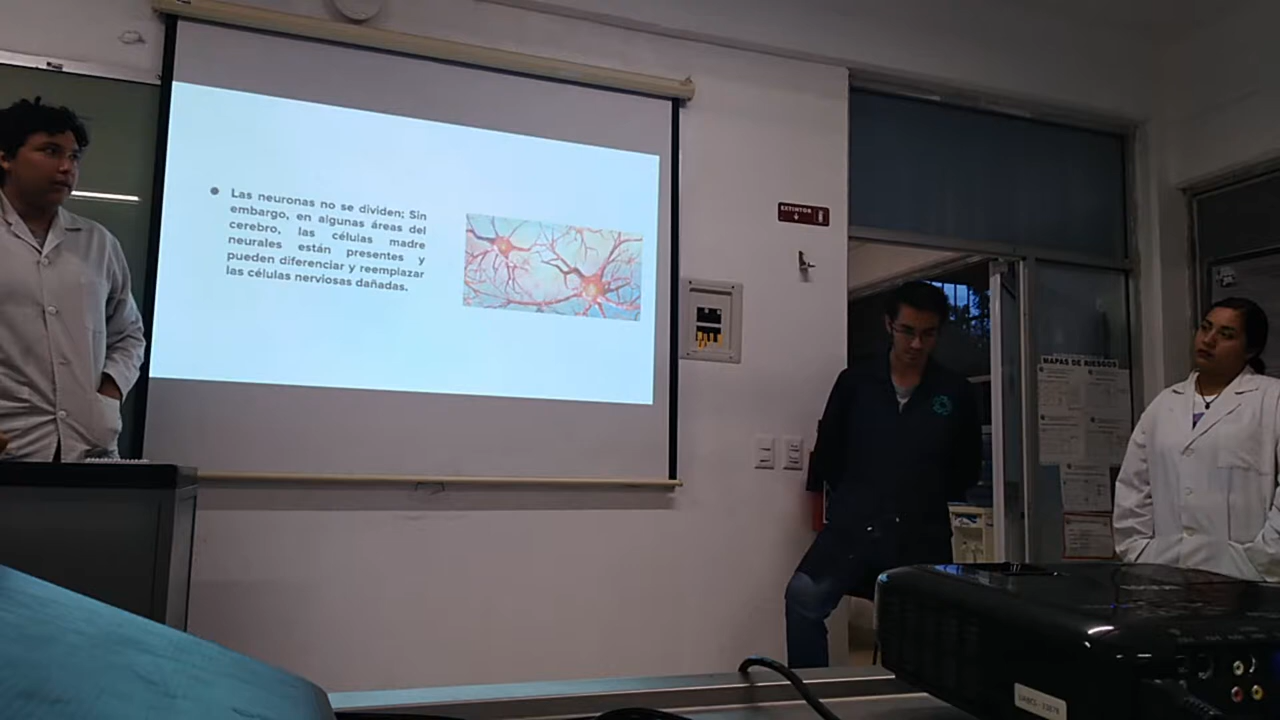 Las neuronas no se dividen; Sin
embargo, en algunas áreas del
cerebro, las células madre
neurales están presentes y
pueden diferenciar y reemplazar
las células nerviosas dañadas.
EXTINTOR
MAPAS DE RIESGOS